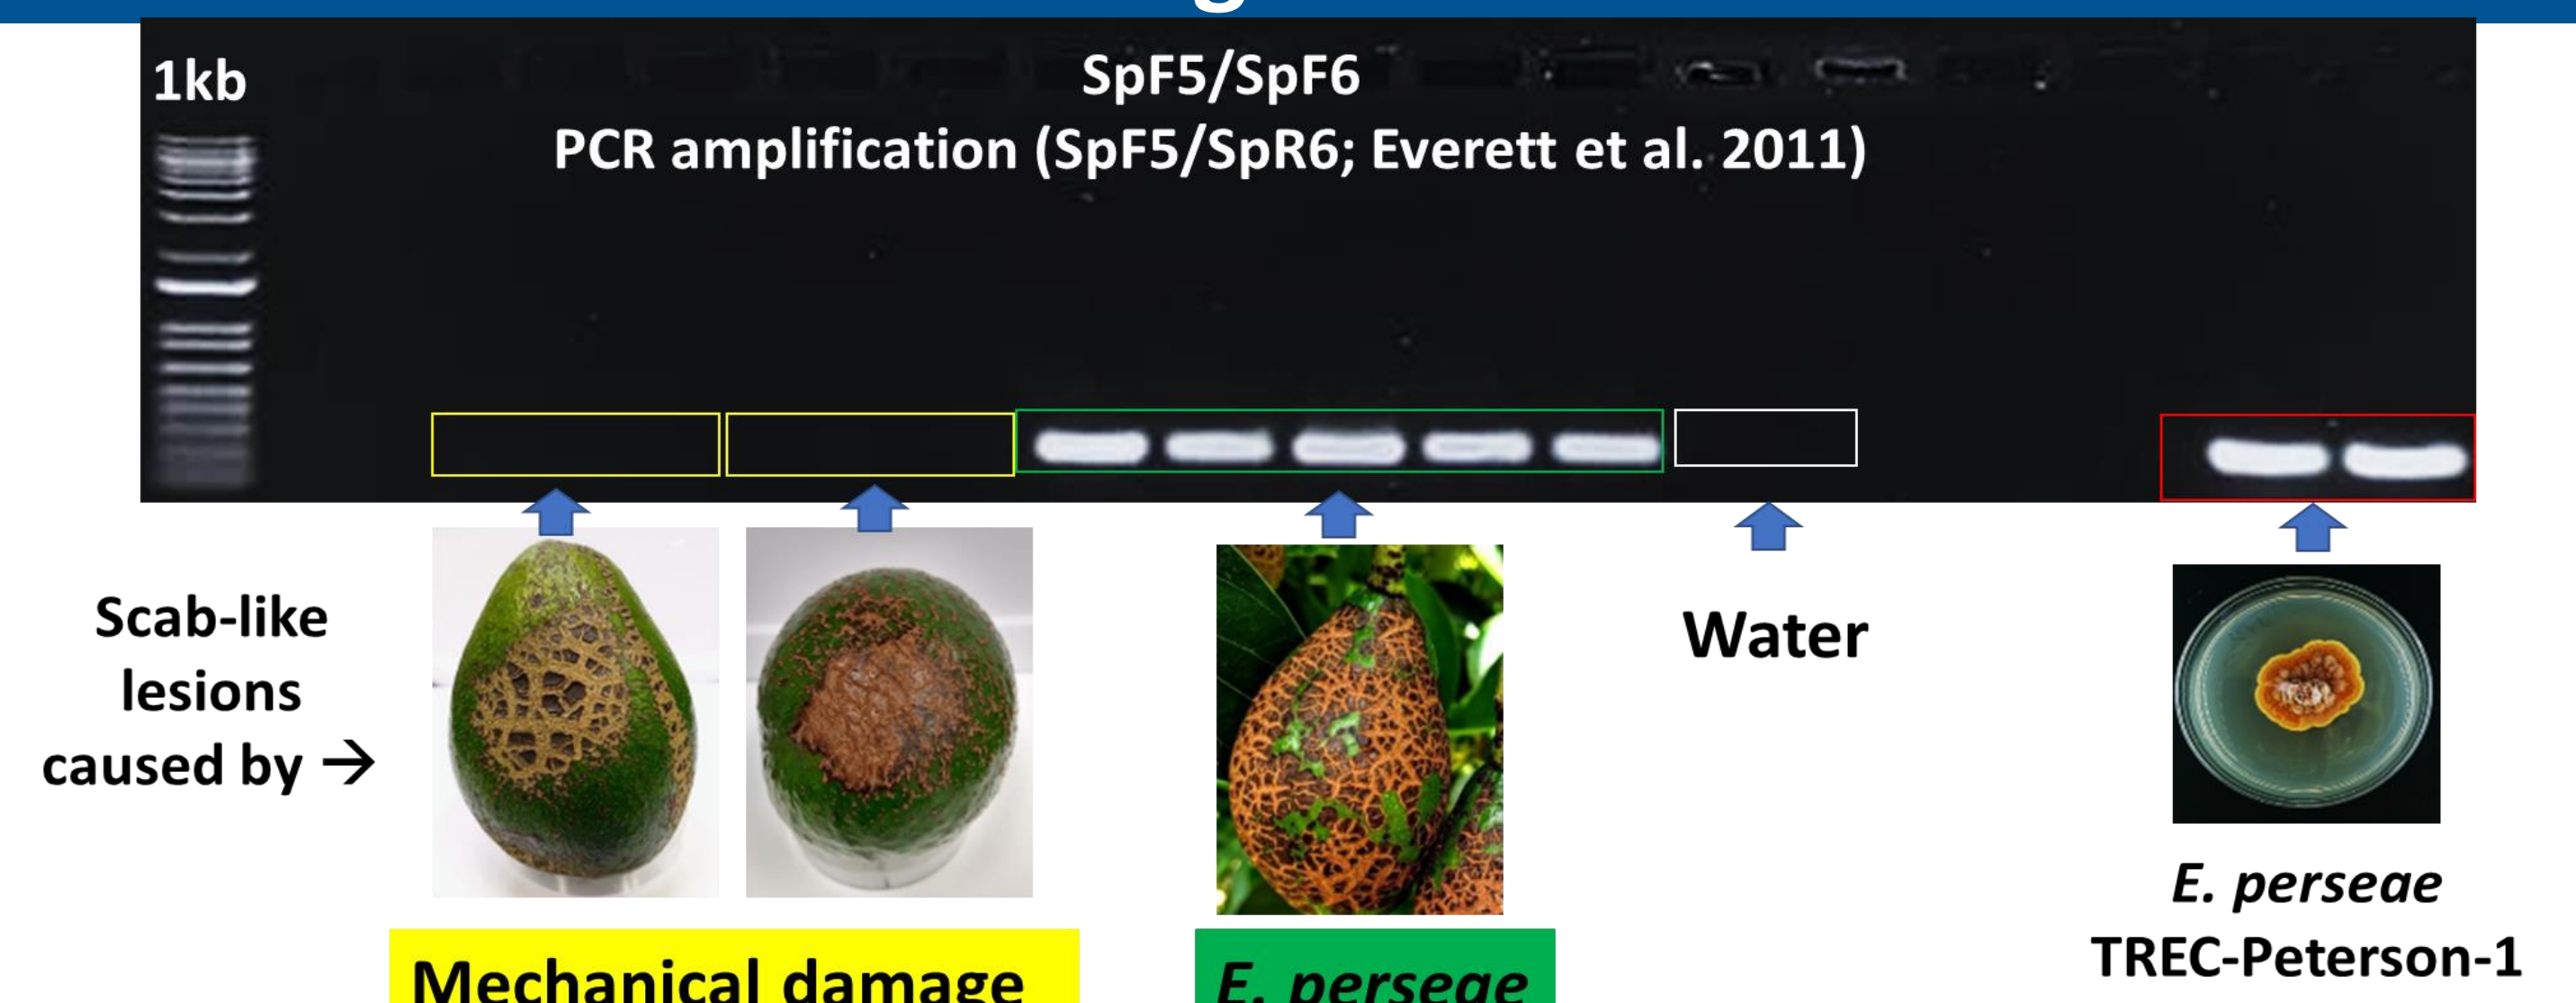 1kb
SpF5/SpF6
PCR amplification (SpF5/SpR6; Everett et al. 2011)
Scab-like
lesions
caused by →
Water
E. perseae
TREC-Peterson-1
Mechanical damage
E. perseae